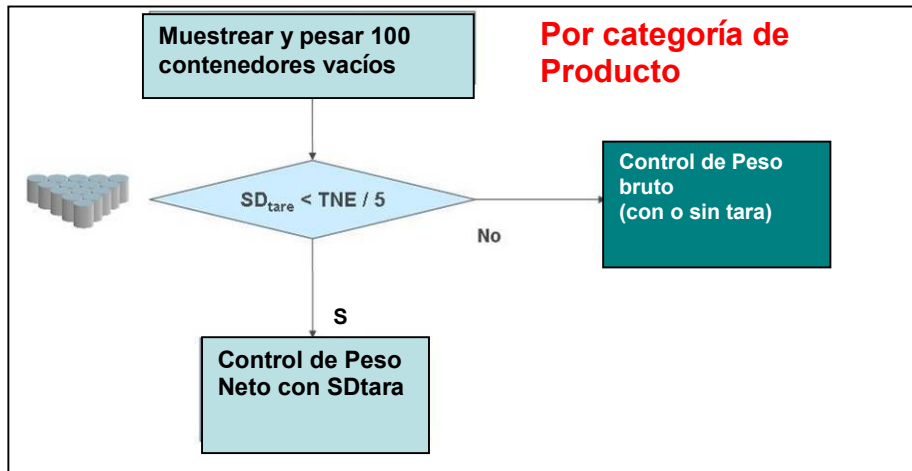 Muestrear y pesar 100
contenedores vacíos
Por categoría de
Producto
SDtare < TNE / 5
No
Control de Peso
bruto
(con o sin tara)
S
Control de Peso
Neto con SDtara